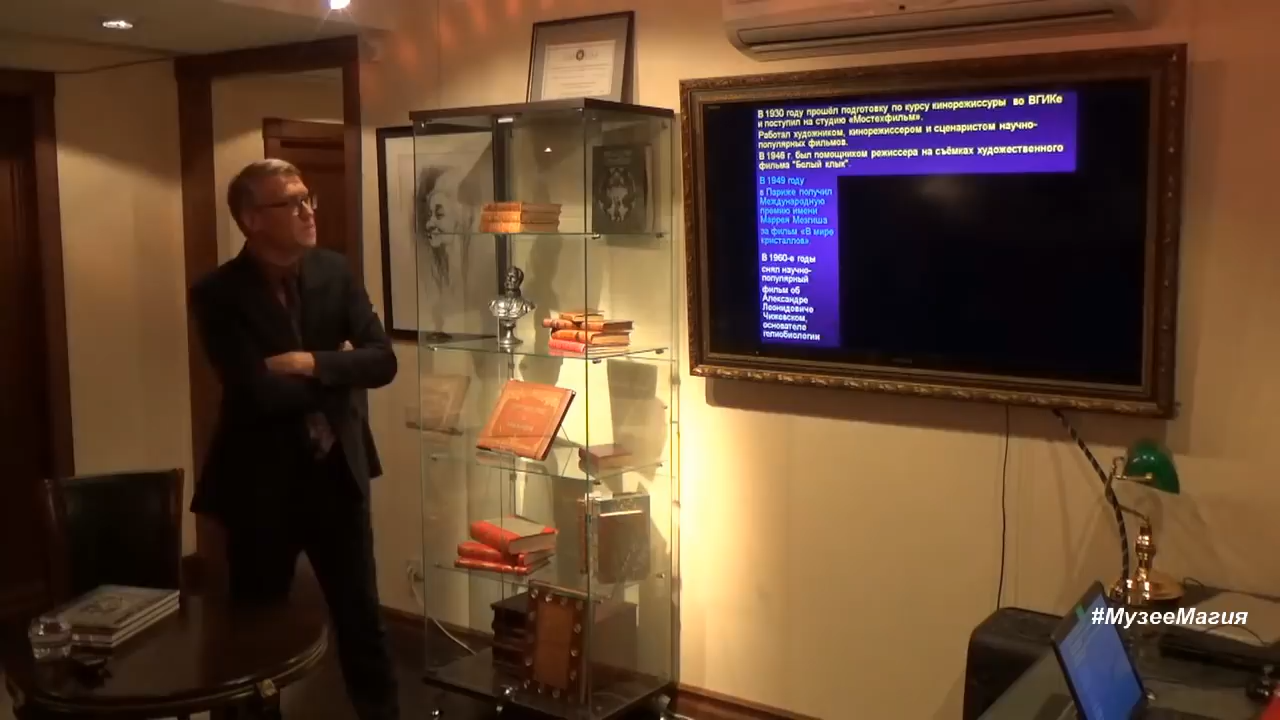 В 1930 году прошёл подготовку по курсу кинорежиссуры во ВГИКе
и поступил на студию «Мостехфильм».
Работал художником, кинорежиссером и сценаристом научно-
популярных фильмов.
В 1946 г. был помощником режиссера на съёмках художественного
фильма "Белый клык".
В 1949 году
в Париже получил
Международную
премию имени
Маррея Мезгиша
за фильм «В мире
кристаллов»
В 1960-е годы
снял научно-
популярный
фильм об
Александре
Леонидовиче
Чижевском,
основателе
гелиобиологии
#МузееМагия